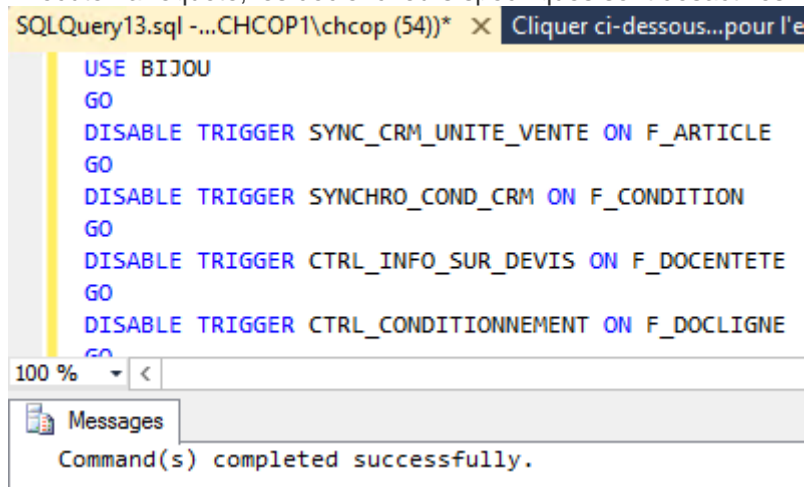 SQLQuery13.sql -...CHCOP1\chcop (54))* × Cliquer ci-dessous...pour l'e
USE BIJOU
GO
DISABLE TRIGGER SYNC_CRM_UNITE_VENTE ON F_ARTICLE
GO
DISABLE TRIGGER SYNCHRO_COND_CRM ON F_CONDITION
GO
DISABLE TRIGGER CTRL_INFO_SUR_DEVIS ON F_DOCENTETE
GO
DISABLE TRIGGER CTRL_CONDITIONNEMENT ON F_DOCLIGNE
GO
100 %
Messages
Command(s) completed successfully.